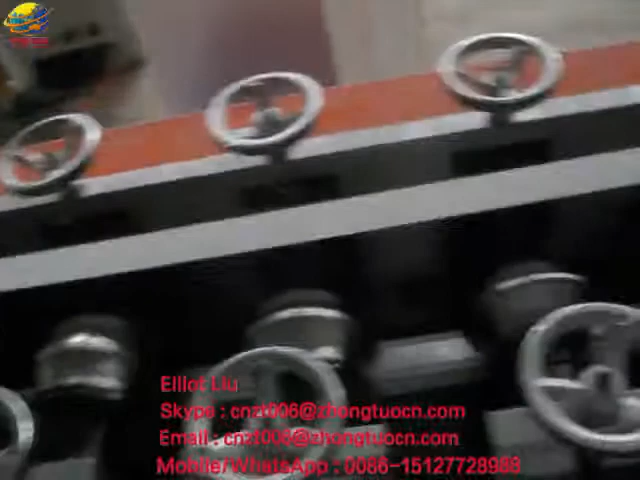 Elliot Liu
Skype : cnzt006@zhongtuocn.com
Email : cnzt006@zhongtuocn.com
Mobile/WhatsApp : 0086-15127728988